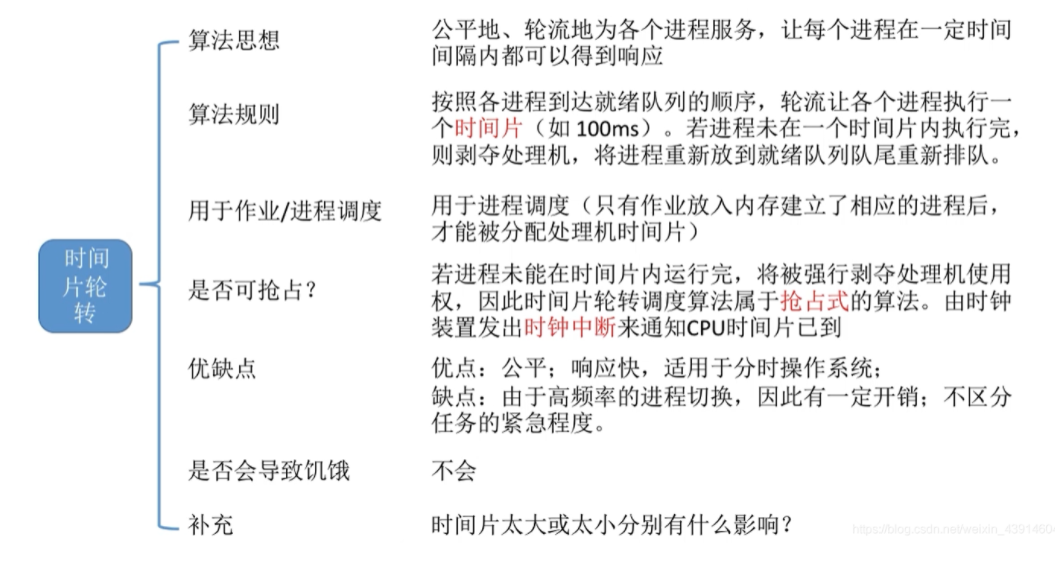 时间
片轮
转
算法思想
公平地、轮流地为各个进程服务，让每个进程在一定时间
间隔内都可以得到响应
算法规则
按照各进程到达就绪队列的顺序，轮流让各个进程执行一
个时间片（如 100ms）。若进程未在一个时间片内执行完，
则剥夺处理机，将进程重新放到就绪队列队尾重新排队。
用于作业/进程调度
用于进程调度（只有作业放入内存建立了相应的进程后，
才能被分配处理机时间片）
是否可抢占？
若进程未能在时间片内运行完，将被强行剥夺处理机使用
权，因此时间片轮转调度算法属于抢占式的算法。由时钟
装置发出时钟中断来通知CPU时间片已到
优缺点
优点：公平；响应快，适用于分时操作系统；
缺点：由于高频率的进程切换，因此有一定开销；不区分
任务的紧急程度。
是否会导致饥饿
不会
补充
时间片太大或太小分别有什么影响？
https://blog.csdn.net/weixin_4391460